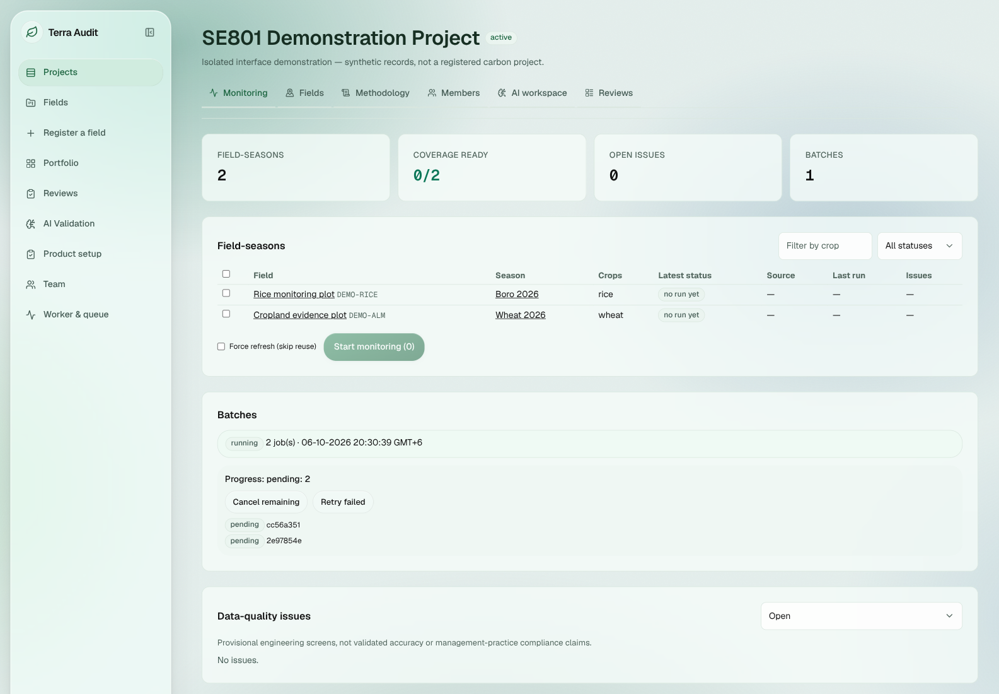 Terra Audit
Projects
Fields
Register a field
Portfolio
Reviews
AI Validation
Product setup
Team
Worker & queue
SE801 Demonstration Project active
Isolated interface demonstration — synthetic records, not a registered carbon project.
Monitoring Fields Methodology Members AI workspace Reviews
FIELD-SEASONS
2
COVERAGE READY
0/2
OPEN ISSUES
0
BATCHES
1
Field-seasons
Filter by crop
All statuses
Field Season Crops Latest status Source Last run Issues
Rice monitoring plot DEMO-RICE Boro 2026 rice no run yet — — —
Cropland evidence plot DEMO-ALM Wheat 2026 wheat no run yet — — —
Force refresh (skip reuse) Start monitoring (0)
Batches
running 2 job(s) · 06-10-2026 20:30:39 GMT+6
Progress: pending: 2
Cancel remaining Retry failed
pending cc56a351
pending 2e97854e
Data-quality issues
Open
Provisional engineering screens, not validated accuracy or management-practice compliance claims.
No issues.